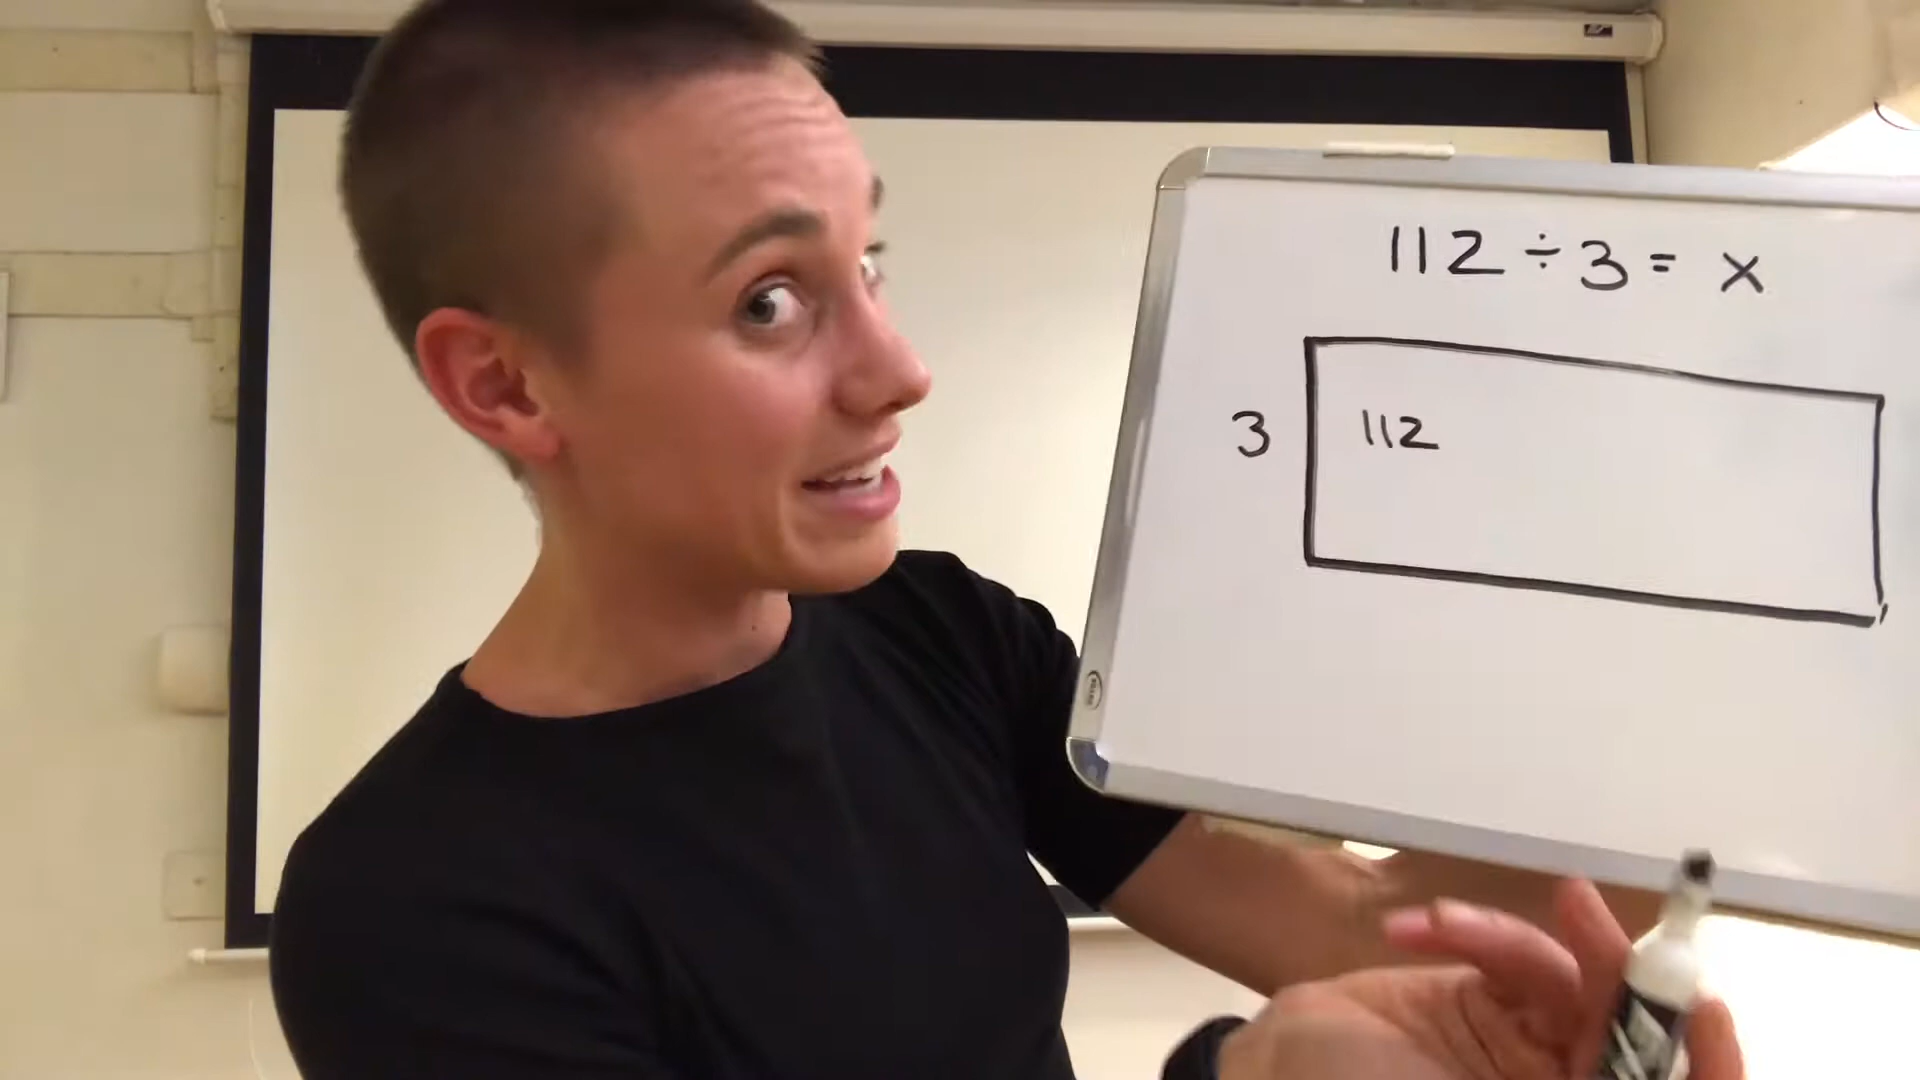 112 ÷ 3 = x
3 112